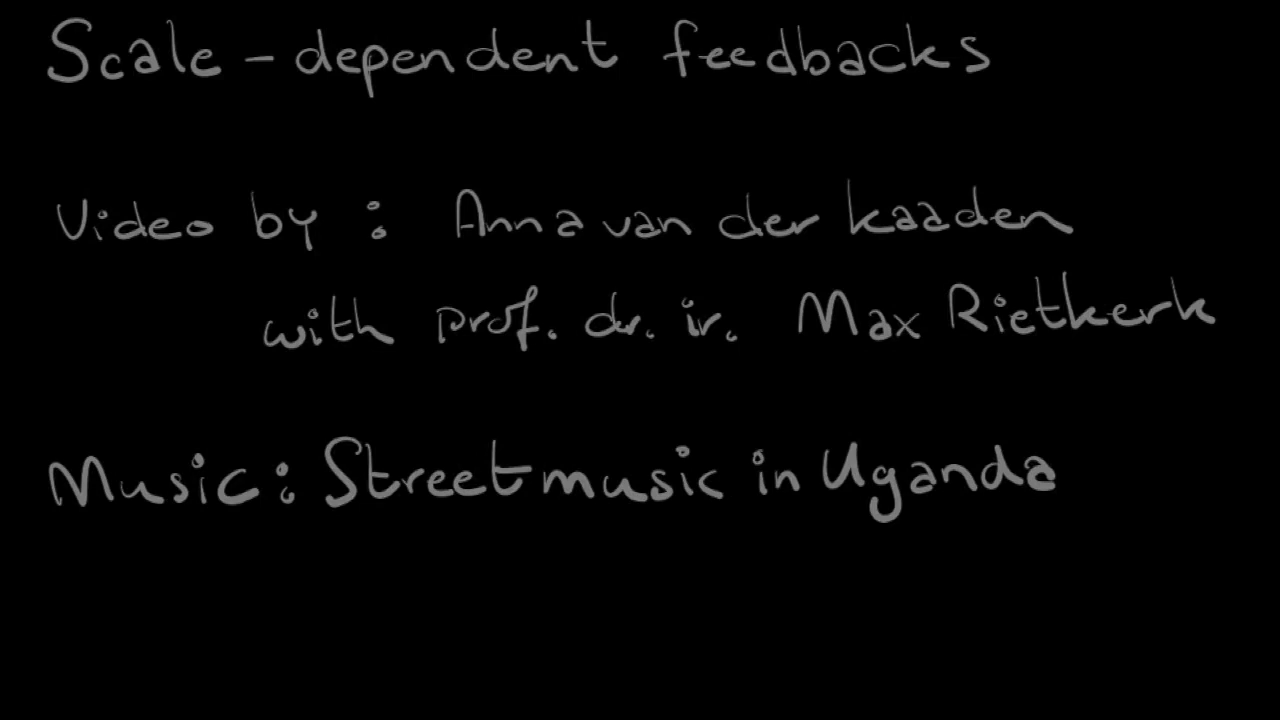 Scale-dependent feedbacks
Video by: Anna van der Kaaden
with prof. dr. ir. Max Rietkerk
Music: Streetmusic in Uganda